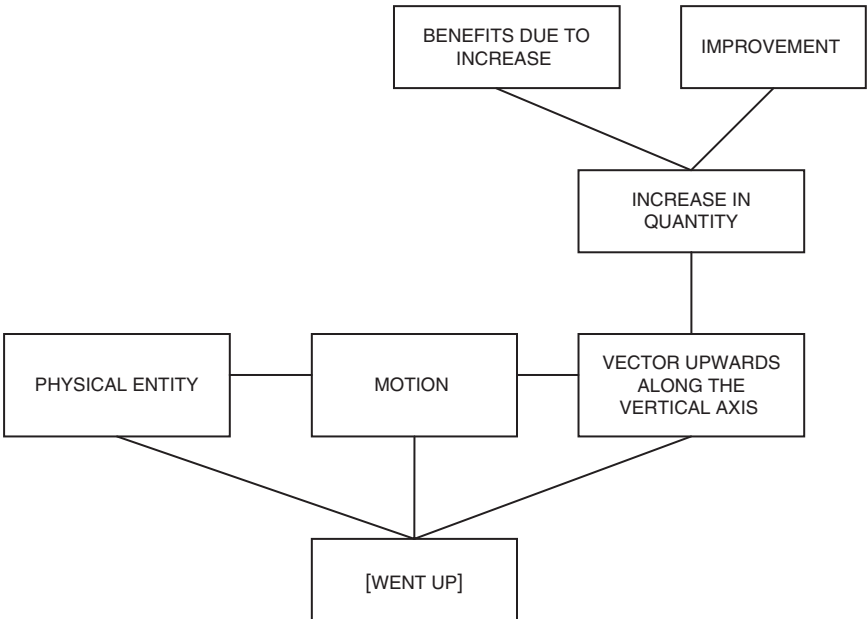 BENEFITS DUE TO
INCREASE
IMPROVEMENT
INCREASE IN
QUANTITY
PHYSICAL ENTITY
MOTION
VECTOR UPWARDS
ALONG THE
VERTICAL AXIS
[WENT UP]